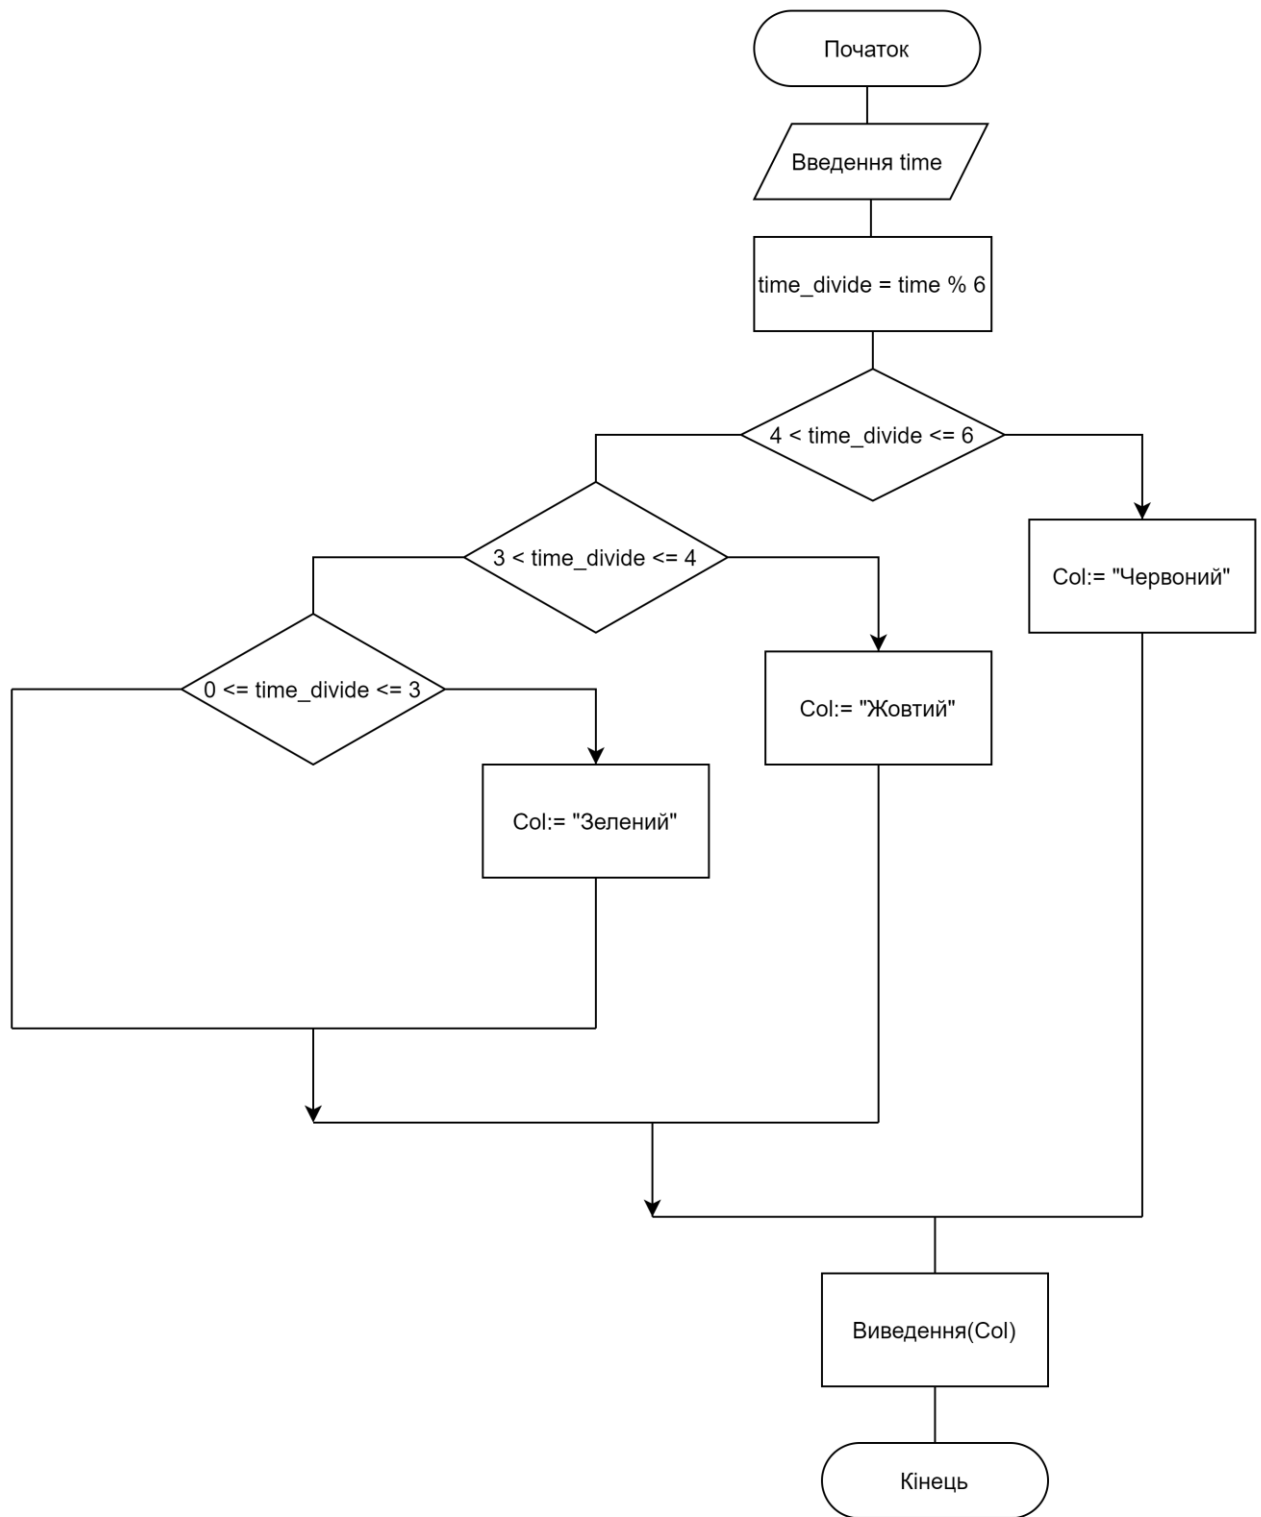 Початок
Введення time
time_divide = time % 6
4 < time_divide <= 6
3 < time_divide <= 4
Col:= "Червоний"
0 <= time_divide <= 3
Col:= "Жовтий"
Col:= "Зелений"
Виведення(Col)
Кінець